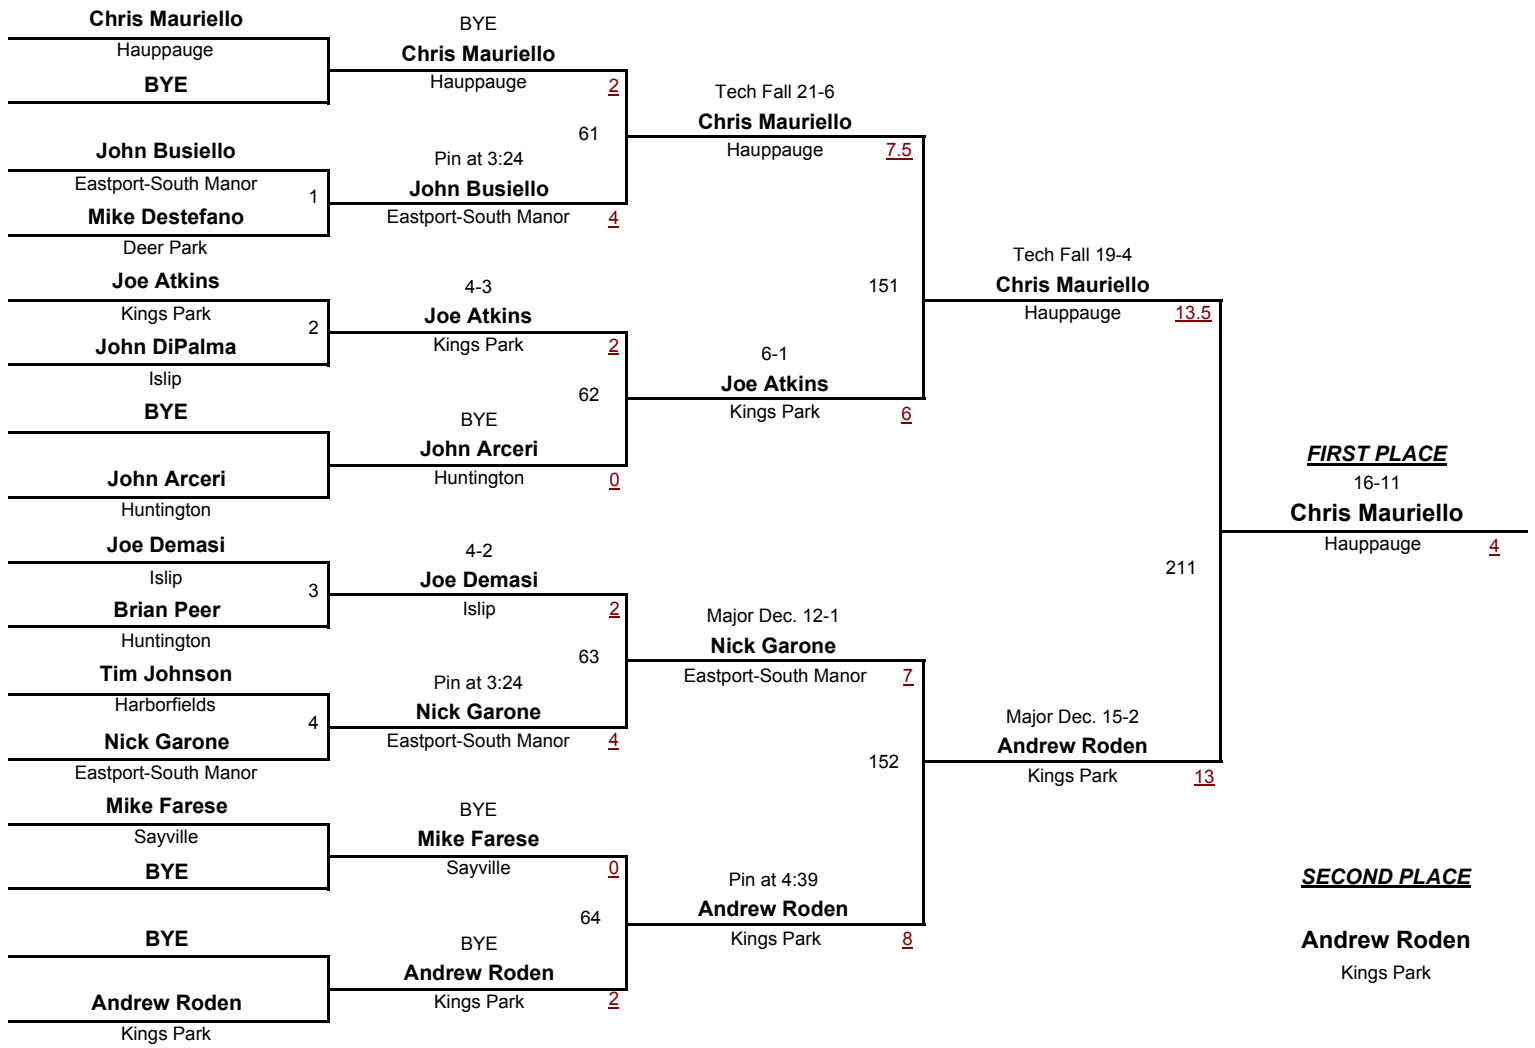 Chris Mauriello
Hauppauge
BYE
John Busiello
Eastport-South Manor
1
Mike Destefano
Deer Park
Joe Atkins
Kings Park
2
John DiPalma
Islip
BYE
John Arceri
Huntington
Joe Demasi
Islip
3
Brian Peer
Huntington
Tim Johnson
Harborfields
4
Nick Garone
Eastport-South Manor
Mike Farese
Sayville
BYE
BYE
Andrew Roden
Kings Park
BYE
Chris Mauriello
Hauppauge 2
61
Pin at 3:24
John Busiello
Eastport-South Manor 4
4-3
Joe Atkins
Kings Park 2
62
BYE
John Arceri
Huntington 0
4-2
Joe Demasi
Islip 2
63
Pin at 3:24
Nick Garone
Eastport-South Manor 4
BYE
Mike Farese
Sayville 0
64
BYE
Andrew Roden
Kings Park 2
Tech Fall 21-6
Chris Mauriello
Hauppauge 7.5
151
6-1
Joe Atkins
Kings Park 6
Major Dec. 12-1
Nick Garone
Eastport-South Manor 7
152
Pin at 4:39
Andrew Roden
Kings Park 8
Tech Fall 19-4
Chris Mauriello
Hauppauge 13.5
211
Major Dec. 15-2
Andrew Roden
Kings Park 13
FIRST PLACE
16-11
Chris Mauriello
Hauppauge 4
SECOND PLACE
Andrew Roden
Kings Park